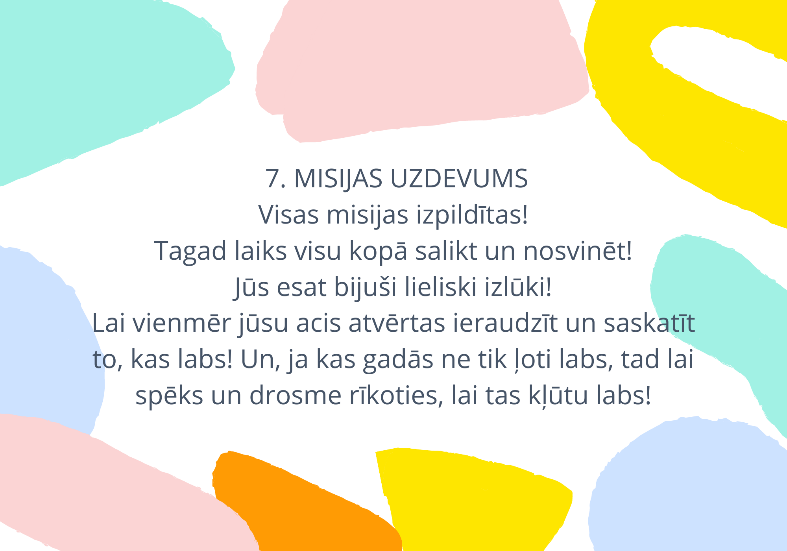 7. MISIJAS UZDEVUMS
Visas misijas izpildītas!
Tagad laiks visu kopā salikt un nosvinēt!
Jūs esat bijuši lieliski izlūki!
Lai vienmēr jūsu acis atvērtas ieraudzīt un saskatīt
to, kas labs! Un, ja kas gadās ne tik ļoti labs, tad lai
spēks un drosme rīkoties, lai tas kļūtu labs!